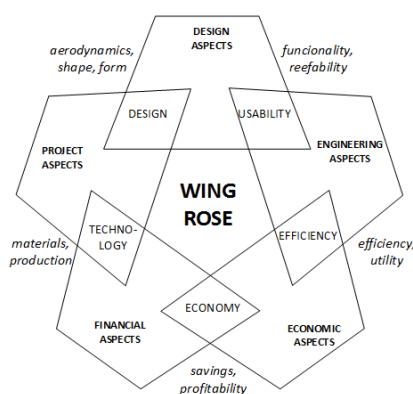 DESIGN
ASPECTS
aerodynamics,
shape, form
funcionality,
reefability
DESIGN
USABILITY
PROJECT
ASPECTS
ENGINEERING
ASPECTS
WING
ROSE
TECHNO-
LOGY
EFFICIENCY
materials,
production
efficiency,
utility
ECONOMY
FINANCIAL
ASPECTS
ECONOMIC
ASPECTS
savings,
profitability